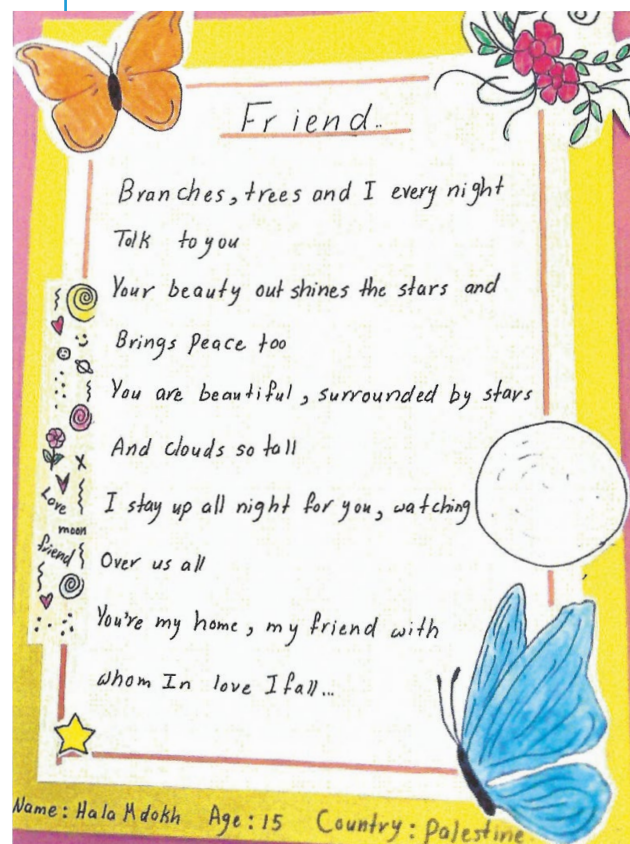 Friend..
Branches, trees and I every night
Talk to you
Your beauty outshines the stars and
Brings Peace too
You are beautiful, surrounded by stars
And clouds so tall
I stay up all night for you, watching
Over us all
You're my home, my friend with
whom In love I fall...
Love
moon
friend
Name: Hala Mdokh Age: 15 Country: Palestine